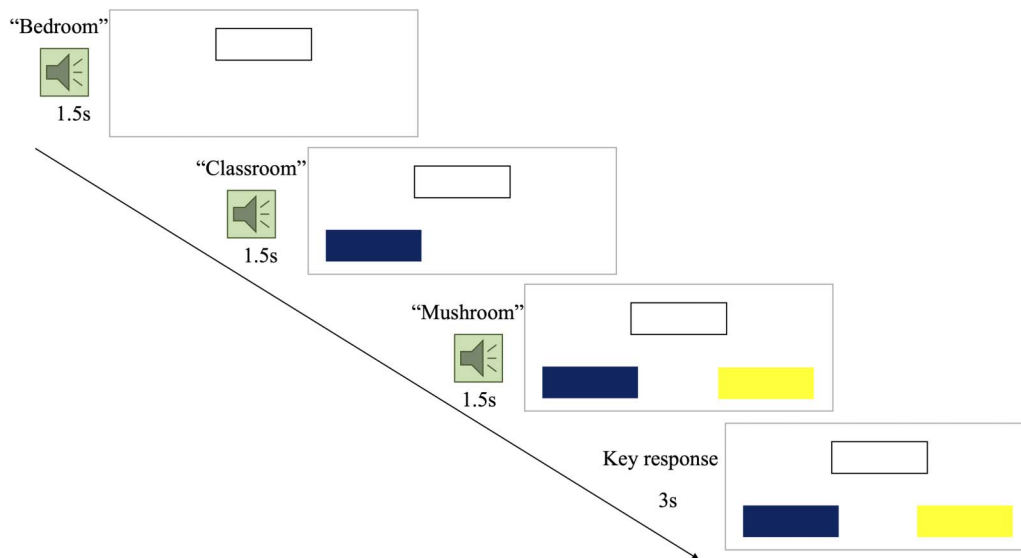 “Bedroom”
1.5s
“Classroom”
1.5s
“Mushroom”
1.5s
Key response
3s